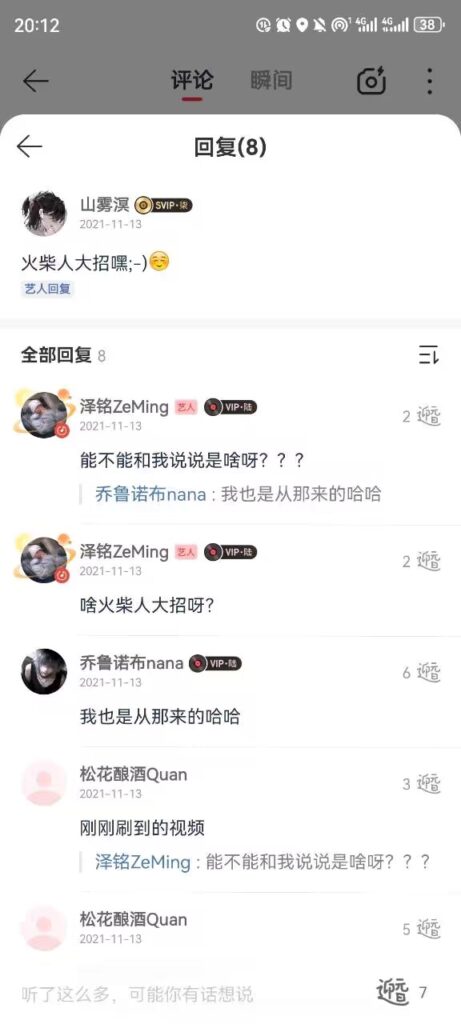 20:12
4G 4G 38
评论 瞬间
回复(8)
山雾溟 SVIP·柒
2021-11-13
火柴人大招嘿;-)
艺人回复
全部回复 8
泽铭ZeMing 艺人 VIP·陆
2021-11-13
2
能不能和我说说是啥呀？？？
乔鲁诺布nana : 我也是从那来的哈哈
泽铭ZeMing 艺人 VIP·陆
2021-11-13
2
啥火柴人大招呀?
乔鲁诺布nana VIP·陆
2021-11-13
6
我也是从那来的哈哈
松花酿酒Quan
2021-11-13
3
刚刚刷到的视频
泽铭ZeMing : 能不能和我说说是啥呀？？？
松花酿酒Quan
2021-11-13
5
听了这么多，可能你有话想说 7